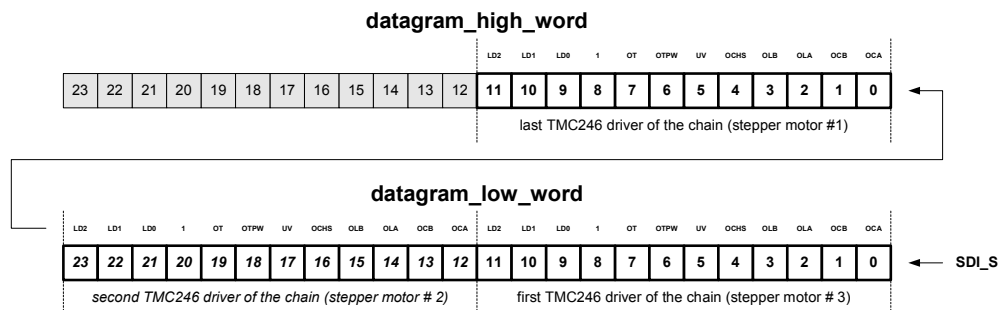 datagram_high_word
LD2 LD1 LD0 1 OT OTPW UV OCHS OLB OLA OCB OCA
23 22 21 20 19 18 17 16 15 14 13 12 11 10 9 8 7 6 5 4 3 2 1 0
last TMC246 driver of the chain (stepper motor #1)
datagram_low_word
LD2 LD1 LD0 1 OT OTPW UV OCHS OLB OLA OCB OCA LD2 LD1 LD0 1 OT OTPW UV OCHS OLB OLA OCB OCA
23 22 21 20 19 18 17 16 15 14 13 12 11 10 9 8 7 6 5 4 3 2 1 0 SDI_S
second TMC246 driver of the chain (stepper motor # 2) first TMC246 driver of the chain (stepper motor # 3)